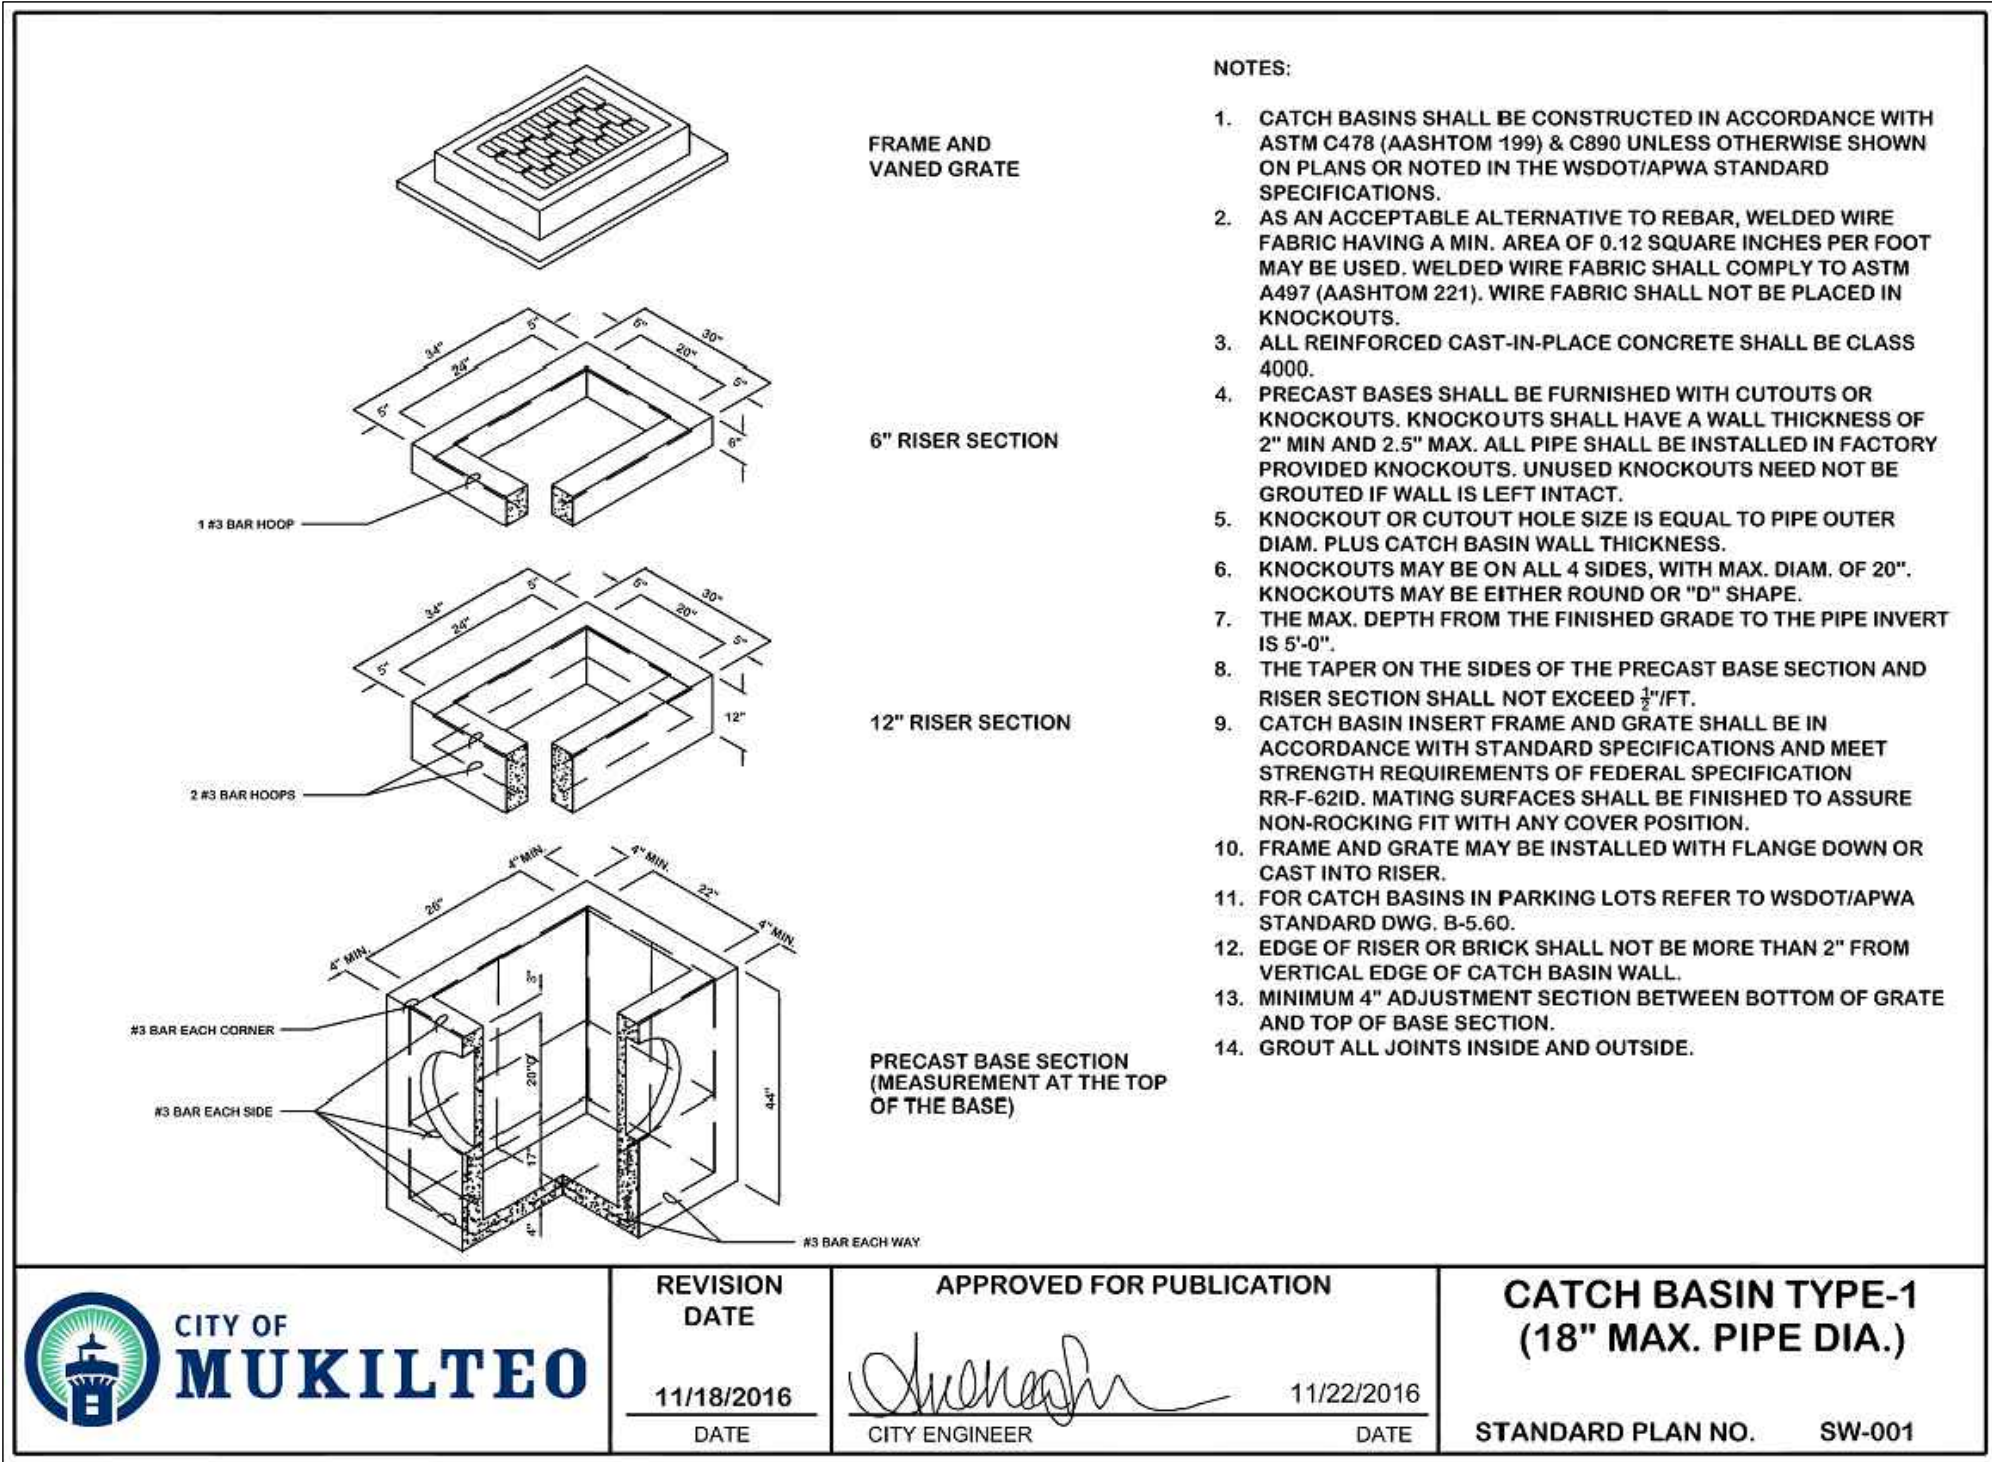 FRAME AND
VANED GRATE
5"
6"
34"
30"
24"
20"
5"
5"
6"
6" RISER SECTION
1 #3 BAR HOOP
5"
6"
34"
30"
24"
20"
5"
5"
12"
12" RISER SECTION
2 #3 BAR HOOPS
4" MIN.
4" MIN.
26"
22"
4" MIN.
4" MIN.
3"
#3 BAR EACH CORNER
20"Ø
44"
PRECAST BASE SECTION
(MEASUREMENT AT THE TOP
OF THE BASE)
#3 BAR EACH SIDE
17"
4"
#3 BAR EACH WAY
NOTES:
1. CATCH BASINS SHALL BE CONSTRUCTED IN ACCORDANCE WITH
ASTM C478 (AASHTOM 199) & C890 UNLESS OTHERWISE SHOWN
ON PLANS OR NOTED IN THE WSDOT/APWA STANDARD
SPECIFICATIONS.
2. AS AN ACCEPTABLE ALTERNATIVE TO REBAR, WELDED WIRE
FABRIC HAVING A MIN. AREA OF 0.12 SQUARE INCHES PER FOOT
MAY BE USED. WELDED WIRE FABRIC SHALL COMPLY TO ASTM
A497 (AASHTOM 221). WIRE FABRIC SHALL NOT BE PLACED IN
KNOCKOUTS.
3. ALL REINFORCED CAST-IN-PLACE CONCRETE SHALL BE CLASS
4000.
4. PRECAST BASES SHALL BE FURNISHED WITH CUTOUTS OR
KNOCKOUTS. KNOCKOUTS SHALL HAVE A WALL THICKNESS OF
2" MIN AND 2.5" MAX. ALL PIPE SHALL BE INSTALLED IN FACTORY
PROVIDED KNOCKOUTS. UNUSED KNOCKOUTS NEED NOT BE
GROUTED IF WALL IS LEFT INTACT.
5. KNOCKOUT OR CUTOUT HOLE SIZE IS EQUAL TO PIPE OUTER
DIAM. PLUS CATCH BASIN WALL THICKNESS.
6. KNOCKOUTS MAY BE ON ALL 4 SIDES, WITH MAX. DIAM. OF 20".
KNOCKOUTS MAY BE EITHER ROUND OR "D" SHAPE.
7. THE MAX. DEPTH FROM THE FINISHED GRADE TO THE PIPE INVERT
IS 5'-0".
8. THE TAPER ON THE SIDES OF THE PRECAST BASE SECTION AND
RISER SECTION SHALL NOT EXCEED ½"/FT.
9. CATCH BASIN INSERT FRAME AND GRATE SHALL BE IN
ACCORDANCE WITH STANDARD SPECIFICATIONS AND MEET
STRENGTH REQUIREMENTS OF FEDERAL SPECIFICATION
RR-F-62ID. MATING SURFACES SHALL BE FINISHED TO ASSURE
NON-ROCKING FIT WITH ANY COVER POSITION.
10. FRAME AND GRATE MAY BE INSTALLED WITH FLANGE DOWN OR
CAST INTO RISER.
11. FOR CATCH BASINS IN PARKING LOTS REFER TO WSDOT/APWA
STANDARD DWG. B-5.60.
12. EDGE OF RISER OR BRICK SHALL NOT BE MORE THAN 2" FROM
VERTICAL EDGE OF CATCH BASIN WALL.
13. MINIMUM 4" ADJUSTMENT SECTION BETWEEN BOTTOM OF GRATE
AND TOP OF BASE SECTION.
14. GROUT ALL JOINTS INSIDE AND OUTSIDE.
CITY OF
MUKILTEO
REVISION
DATE
11/18/2016
DATE
APPROVED FOR PUBLICATION
11/22/2016
CITY ENGINEER
DATE
CATCH BASIN TYPE-1
(18" MAX. PIPE DIA.)
STANDARD PLAN NO. SW-001